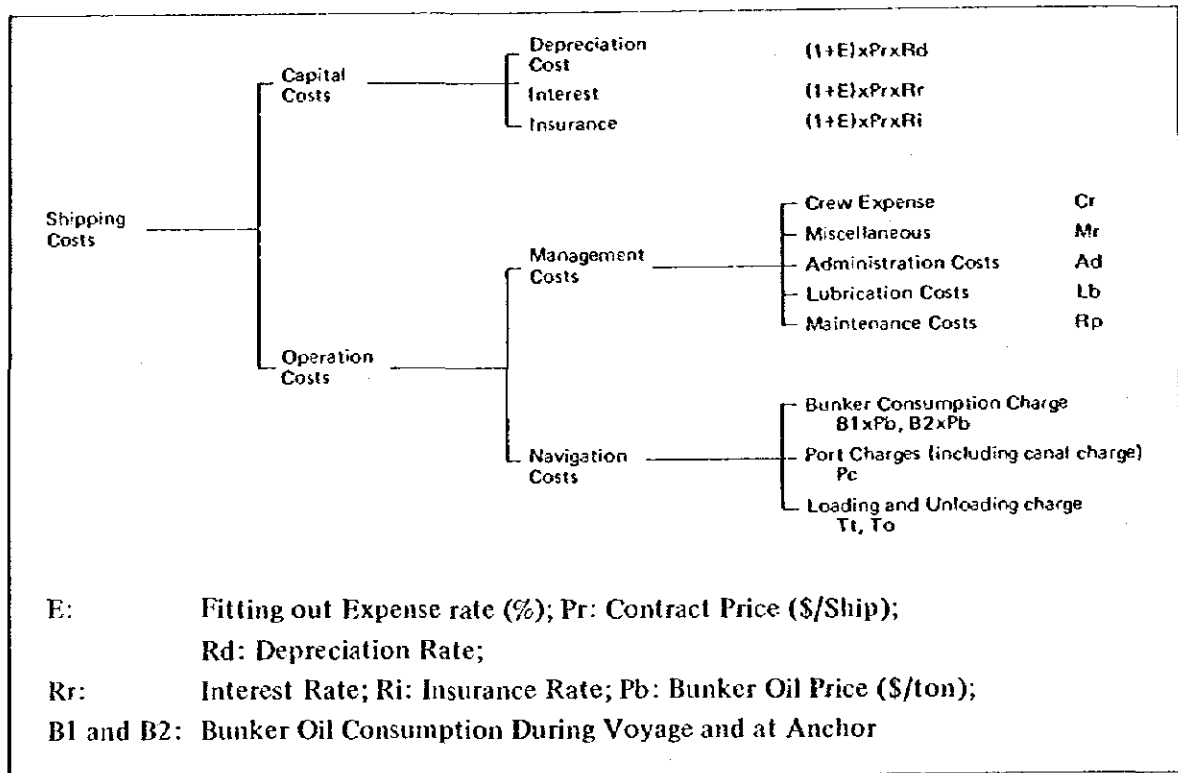 Depreciation
Cost
(1+E)xPrxRd
Capital
Costs
Interest
(1+E)xPrxRr
Insurance
(1+E)xPrxRi
Shipping
Costs
Crew Expense Cr
Miscellaneous Mr
Management
Costs
Administration Costs Ad
Lubrication Costs Lb
Maintenance Costs Rp
Operation
Costs
Bunker Consumption Charge
B1xPb, B2xPb
Navigation
Costs
Port Charges (including canal charge)
Pc
Loading and Unloading charge
Tt, To
E: Fitting out Expense rate (%); Pr: Contract Price ($/Ship);
Rd: Depreciation Rate;
Rr: Interest Rate; Ri: Insurance Rate; Pb: Bunker Oil Price ($/ton);
B1 and B2: Bunker Oil Consumption During Voyage and at Anchor